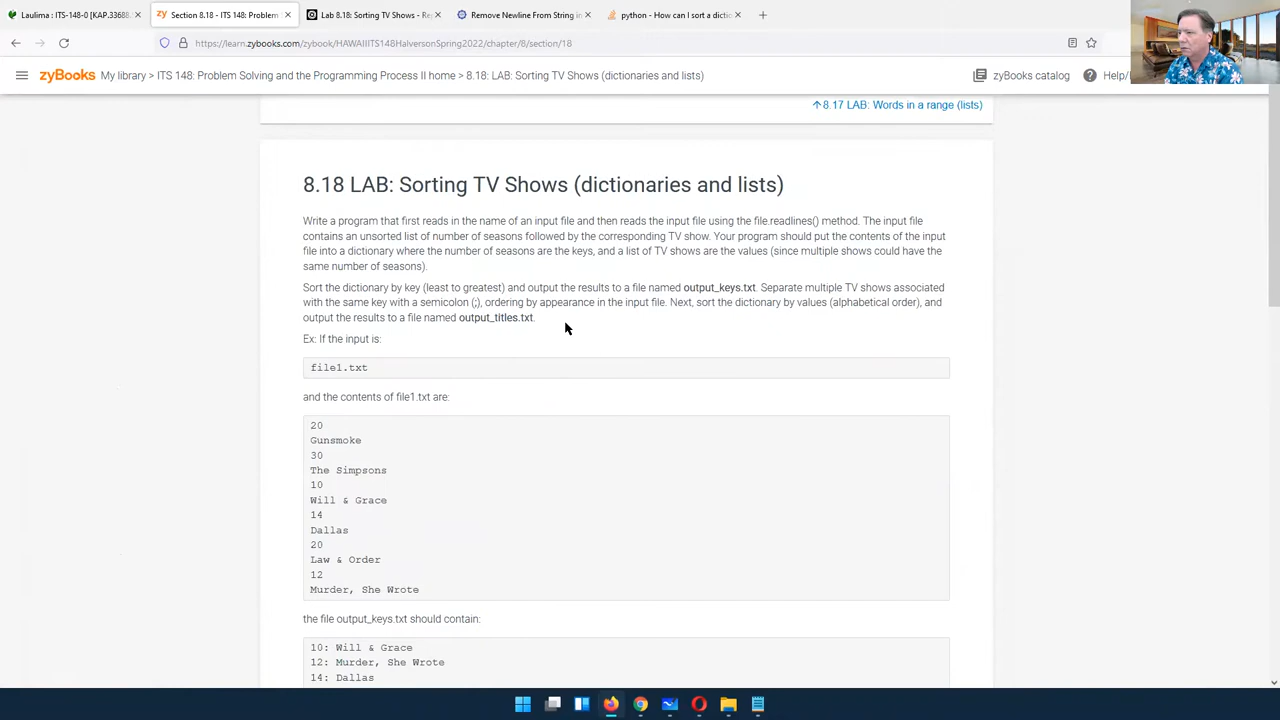 Laulima : ITS-148-0 [KAP.33688.
Section 8.18 - ITS 148: Problem
Lab 8.18: Sorting TV Shows - Rep
Remove Newline From String in
python - How can I sort a dictio
https://learn.zybooks.com/zybook/HAWAIIITS148HalversonSpring2022/chapter/8/section/18
zyBooks My library > ITS 148: Problem Solving and the Programming Process II home > 8.18: LAB: Sorting TV Shows (dictionaries and lists)
zyBooks catalog
Help/
8.17 LAB: Words in a range (lists)
8.18 LAB: Sorting TV Shows (dictionaries and lists)
Write a program that first reads in the name of an input file and then reads the input file using the file.readlines() method. The input file
contains an unsorted list of number of seasons followed by the corresponding TV show. Your program should put the contents of the input
file into a dictionary where the number of seasons are the keys, and a list of TV shows are the values (since multiple shows could have the
same number of seasons).
Sort the dictionary by key (least to greatest) and output the results to a file named output_keys.txt. Separate multiple TV shows associated
with the same key with a semicolon (;), ordering by appearance in the input file. Next, sort the dictionary by values (alphabetical order), and
output the results to a file named output_titles.txt.
Ex: If the input is:
file1.txt
and the contents of file1.txt are:
20
Gunsmoke
30
The Simpsons
10
Will & Grace
14
Dallas
20
Law & Order
12
Murder, She Wrote
the file output_keys.txt should contain:
10: Will & Grace
12: Murder, She Wrote
14: Dallas